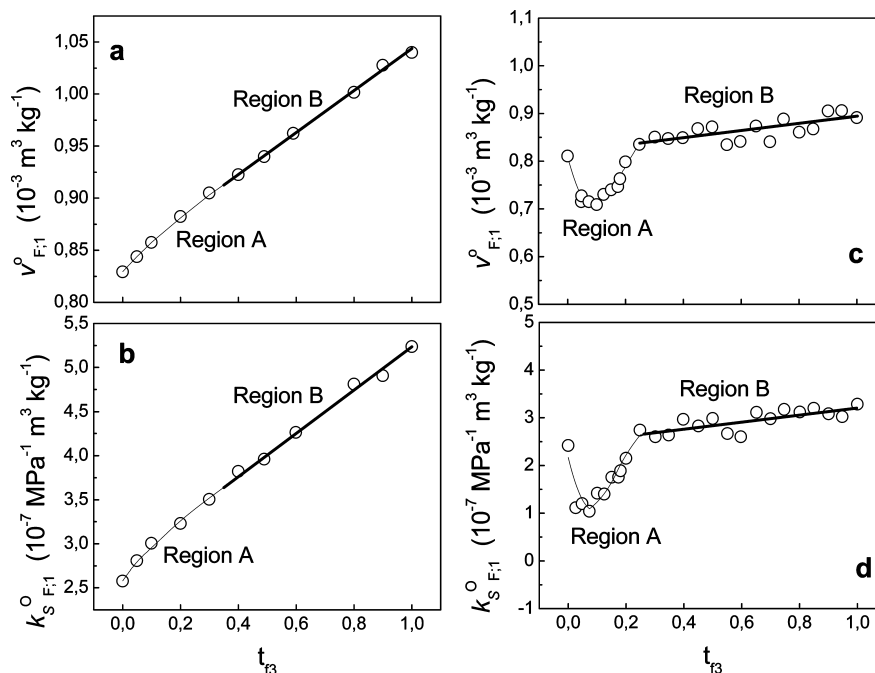 a
1,05
1,00
0,95
0,90
0,85
0,80
v°F;1 (10-3 m3 kg-1)
Region B
Region A
c
1,1
1,0
0,9
0,8
0,7
0,6
0,5
v°F;1 (10-3 m3 kg-1)
Region B
Region A
b
5,5
5,0
4,5
4,0
3,5
3,0
2,5
kS°F;1 (10-7 MPa-1 m3 kg-1)
Region B
Region A
0,0 0,2 0,4 0,6 0,8 1,0
tf3
d
5
4
3
2
1
0
-1
kS°F;1 (10-7 MPa-1 m3 kg-1)
Region B
Region A
0,0 0,2 0,4 0,6 0,8 1,0
tf3